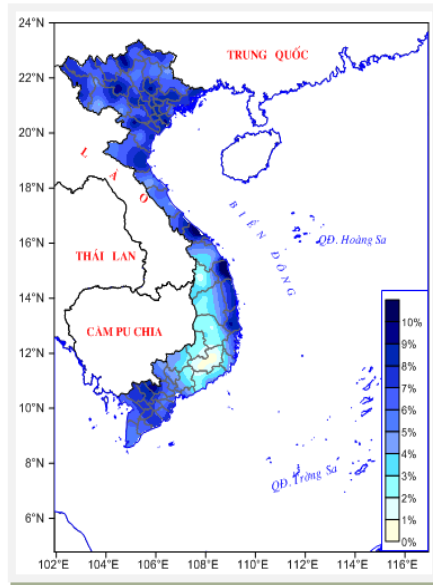 24°N
22°N
20°N
18°N
16°N
14°N
12°N
10°N
8°N
6°N
102°E
104°E
106°E
108°E
110°E
112°E
114°E
116°E
TRUNG QUỐC
LÀO
BIỂN ĐÔNG
QĐ. Hoàng Sa
THÁI LAN
CĂM PU CHIA
QĐ. Trờng Sa
10%
9%
8%
7%
6%
5%
4%
3%
2%
1%
0%